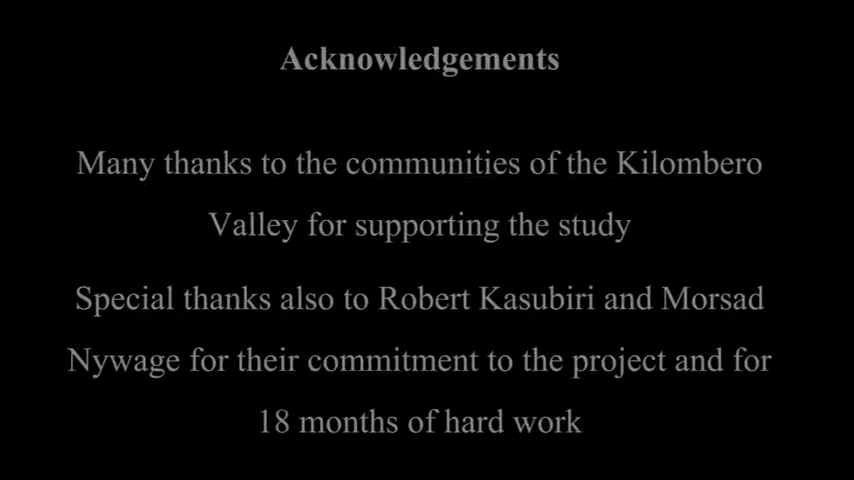 Acknowledgements
Many thanks to the communities of the Kilombero
Valley for supporting the study
Special thanks also to Robert Kasubiri and Morsad
Nywage for their commitment to the project and for
18 months of hard work